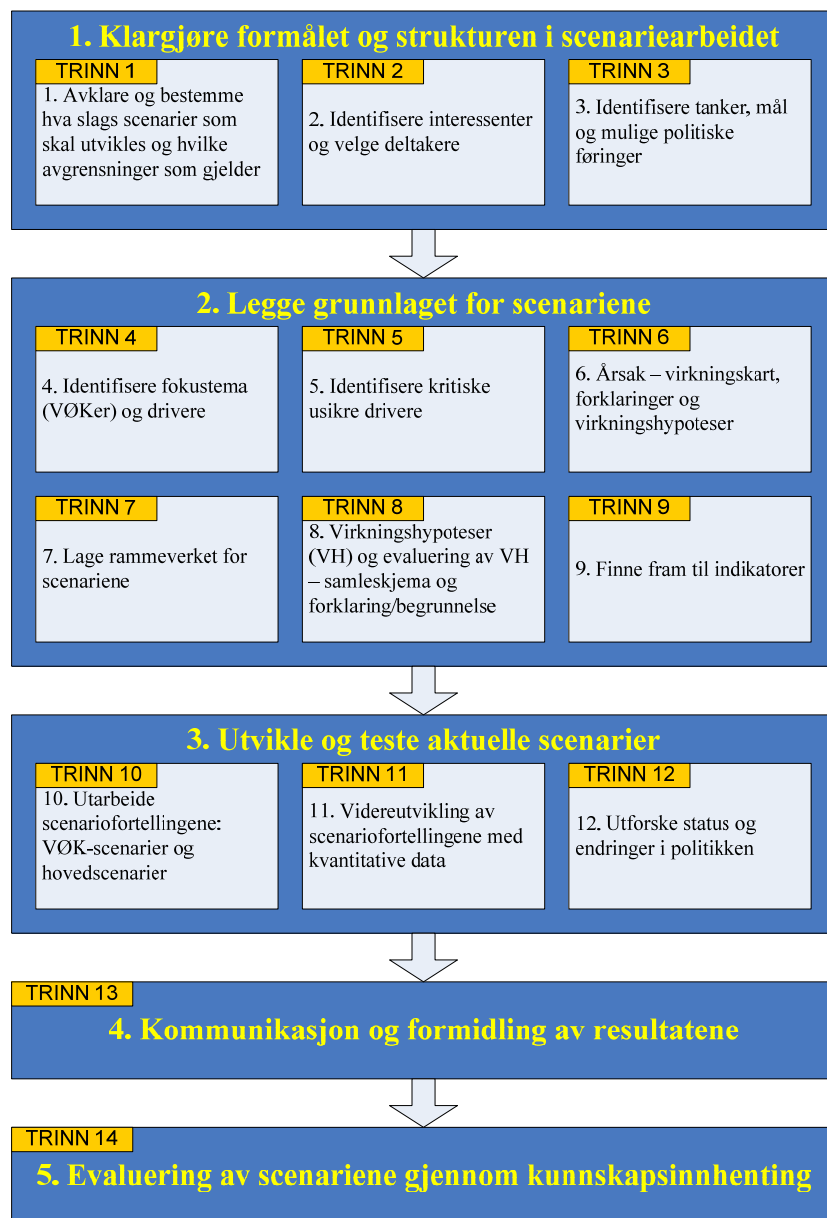 1. Klargjøre formålet og strukturen i scenariearbeidet
TRINN 1
1. Avklare og bestemme
hva slags scenarier som
skal utvikles og hvilke
avgrensninger som gjelder
TRINN 2
2. Identifisere interessenter
og velge deltakere
TRINN 3
3. Identifisere tanker, mål
og mulige politiske
føringer
2. Legge grunnlaget for scenariene
TRINN 4
4. Identifisere fokustema
(VØKer) og drivere
TRINN 5
5. Identifisere kritiske
usikre drivere
TRINN 6
6. Årsak – virkningskart,
forklaringer og
virkningshypoteser
TRINN 7
7. Lage rammeverket for
scenariene
TRINN 8
8. Virkningshypoteser
(VH) og evaluering av VH
– samleskjema og
forklaring/begrunnelse
TRINN 9
9. Finne fram til indikatorer
3. Utvikle og teste aktuelle scenarier
TRINN 10
10. Utarbeide
scenariofortellingene:
VØK-scenarier og
hovedscenarier
TRINN 11
11. Videreutvikling av
scenariofortellingene med
kvantitative data
TRINN 12
12. Utforske status og
endringer i politikken
TRINN 13
4. Kommunikasjon og formidling av resultatene
TRINN 14
5. Evaluering av scenariene gjennom kunnskapsinnhenting